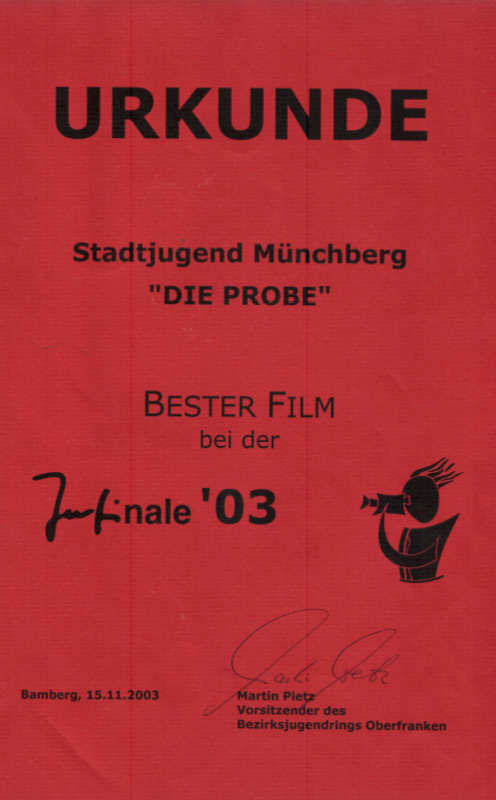 URKUNDE
Stadtjugend Münchberg
"DIE PROBE"
BESTER FILM
bei der
Jufinale '03
Bamberg, 15.11.2003
Martin Pietz
Vorsitzender des
Bezirksjugendrings Oberfranken